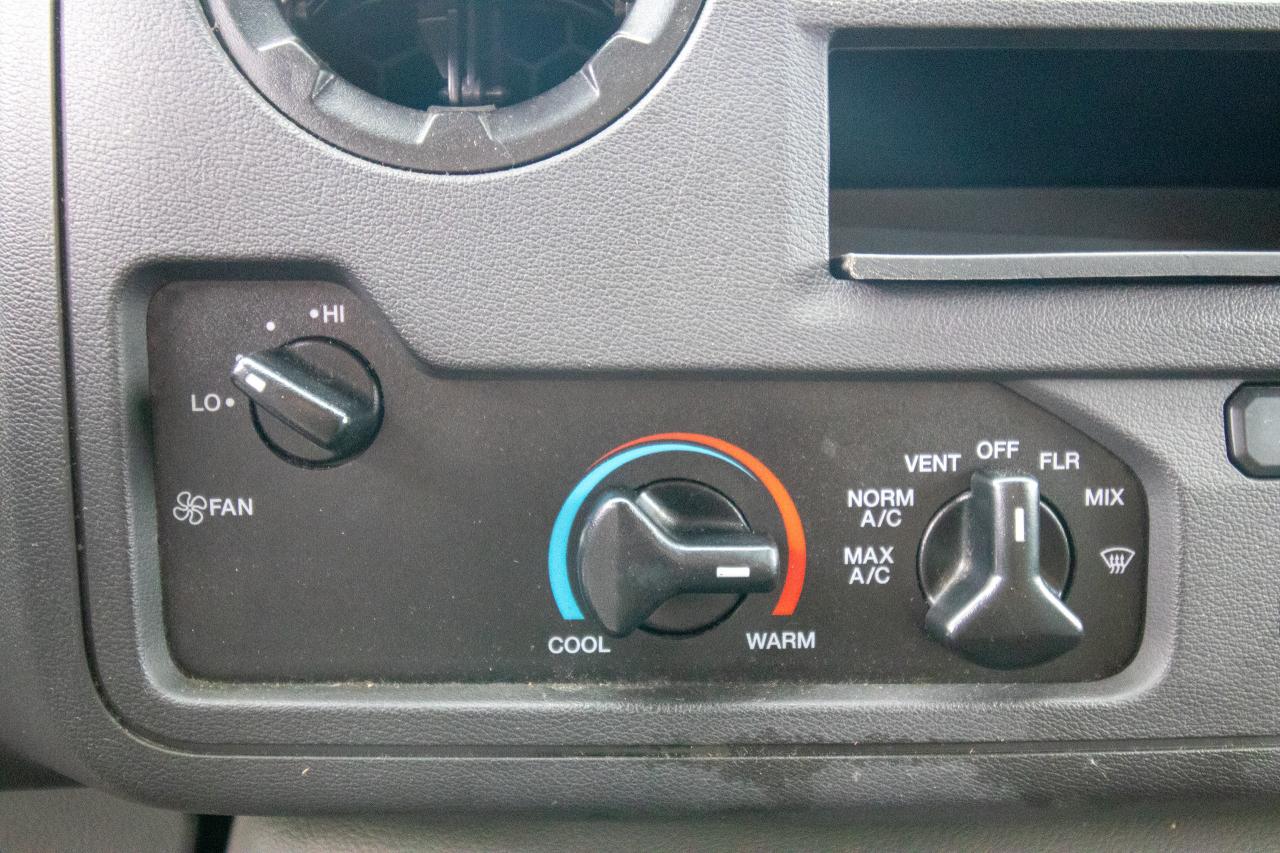 HI
LO
FAN
COOL
WARM
MAX
A/C
NORM
A/C
VENT
OFF
FLR
MIX